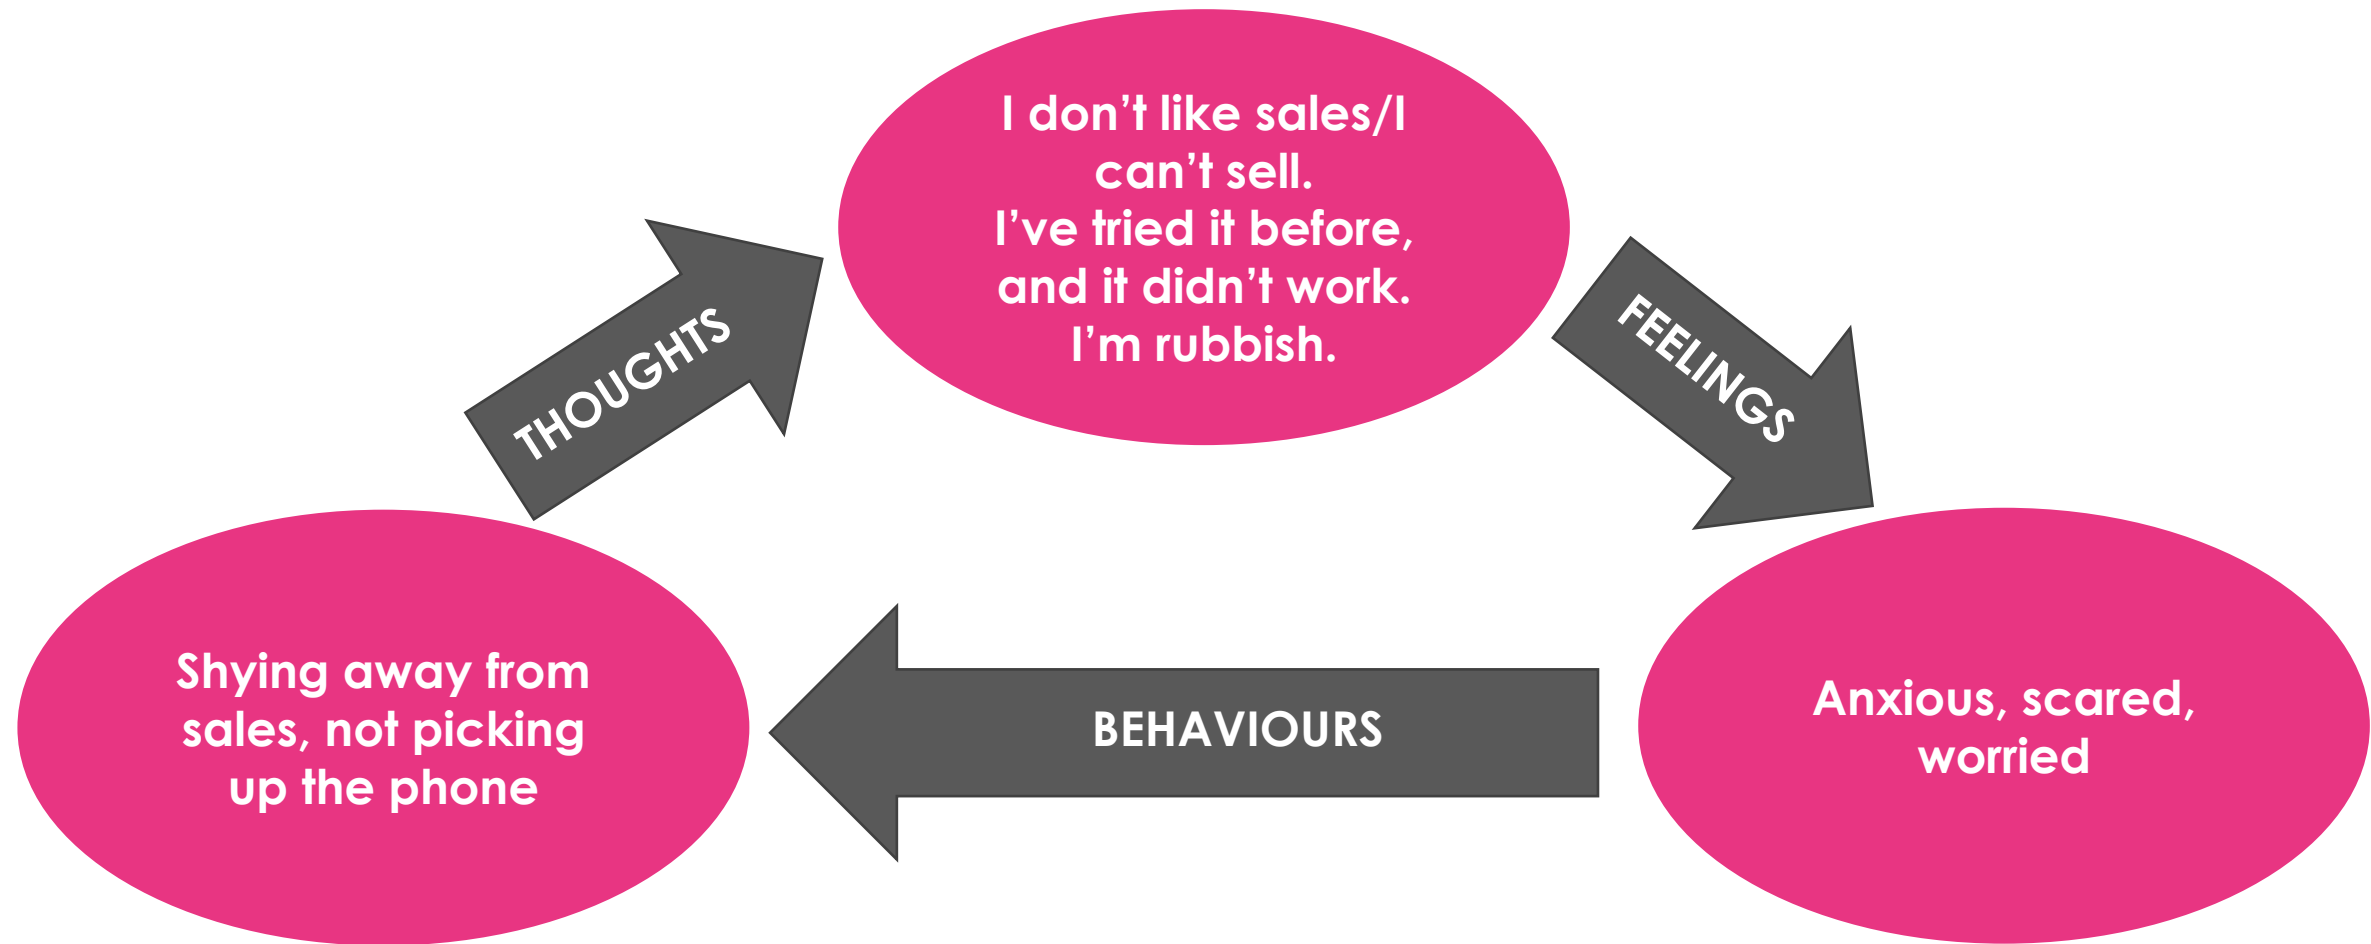 I don’t like sales/I
can’t sell.
I’ve tried it before,
and it didn’t work.
I’m rubbish.
THOUGHTS
FEELINGS
Shying away from
sales, not picking
up the phone
BEHAVIOURS
Anxious, scared,
worried